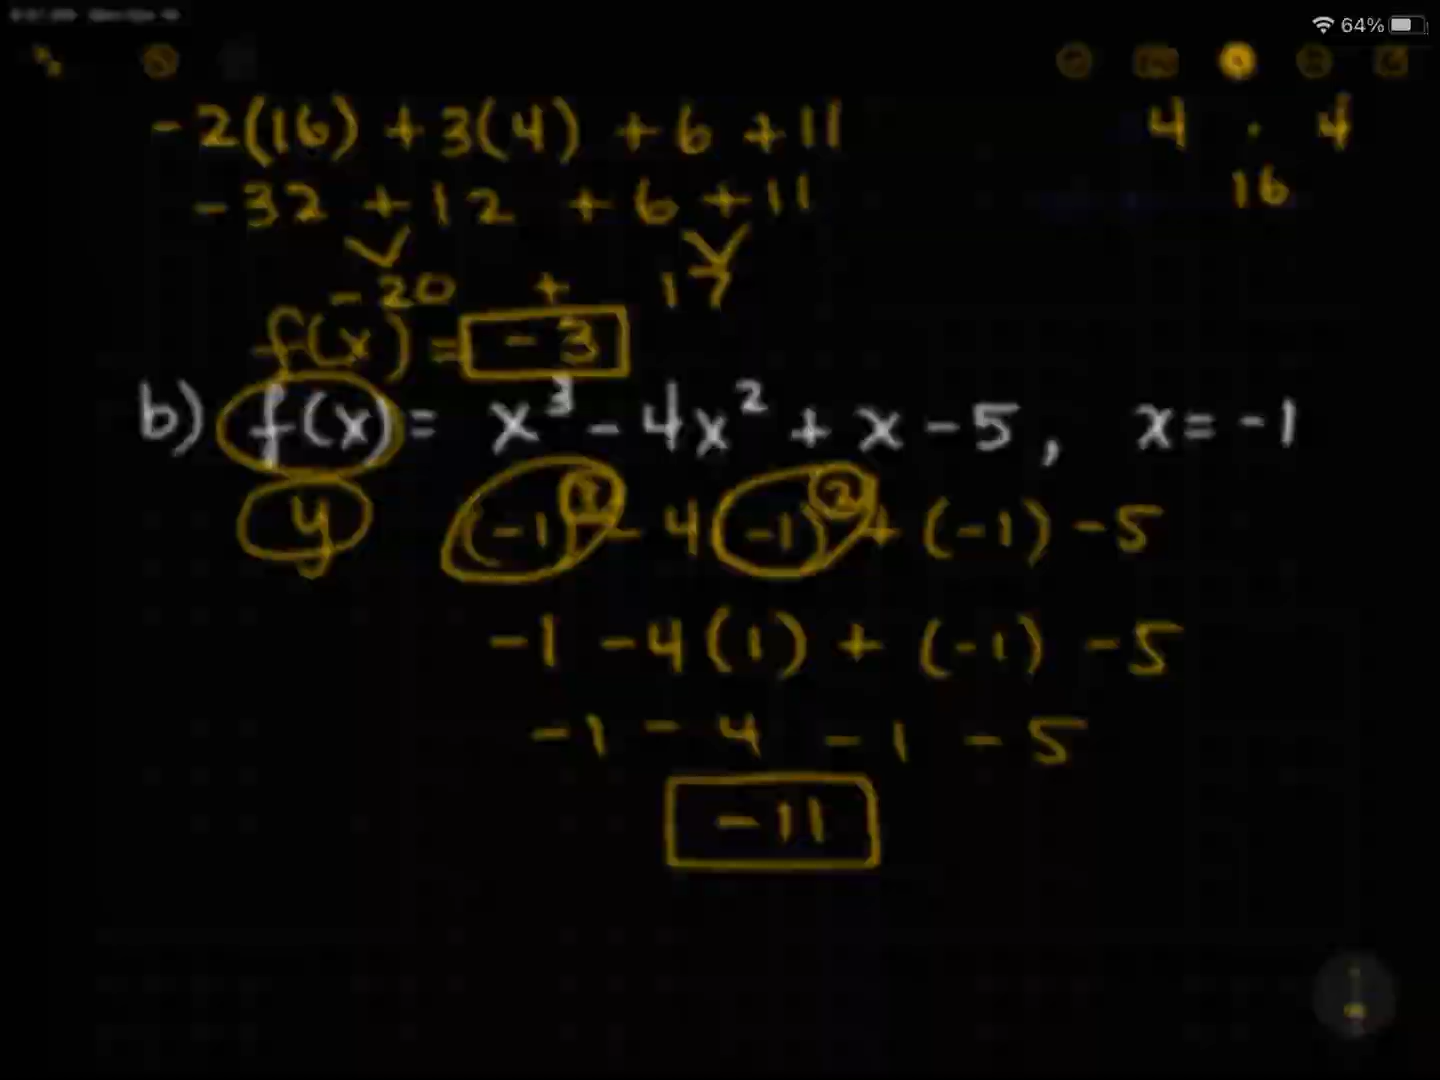 64%
-2(16) + 3(4) + 6 + 11
4 · 4
16
-32 + 12 + 6 + 11
-20 + 17
f(x) = -3
b) f(x) = x³ - 4x² + x - 5, x = -1
y (-1)³ - 4(-1)² + (-1) - 5
-1 - 4(1) + (-1) - 5
-1 - 4 - 1 - 5
-11